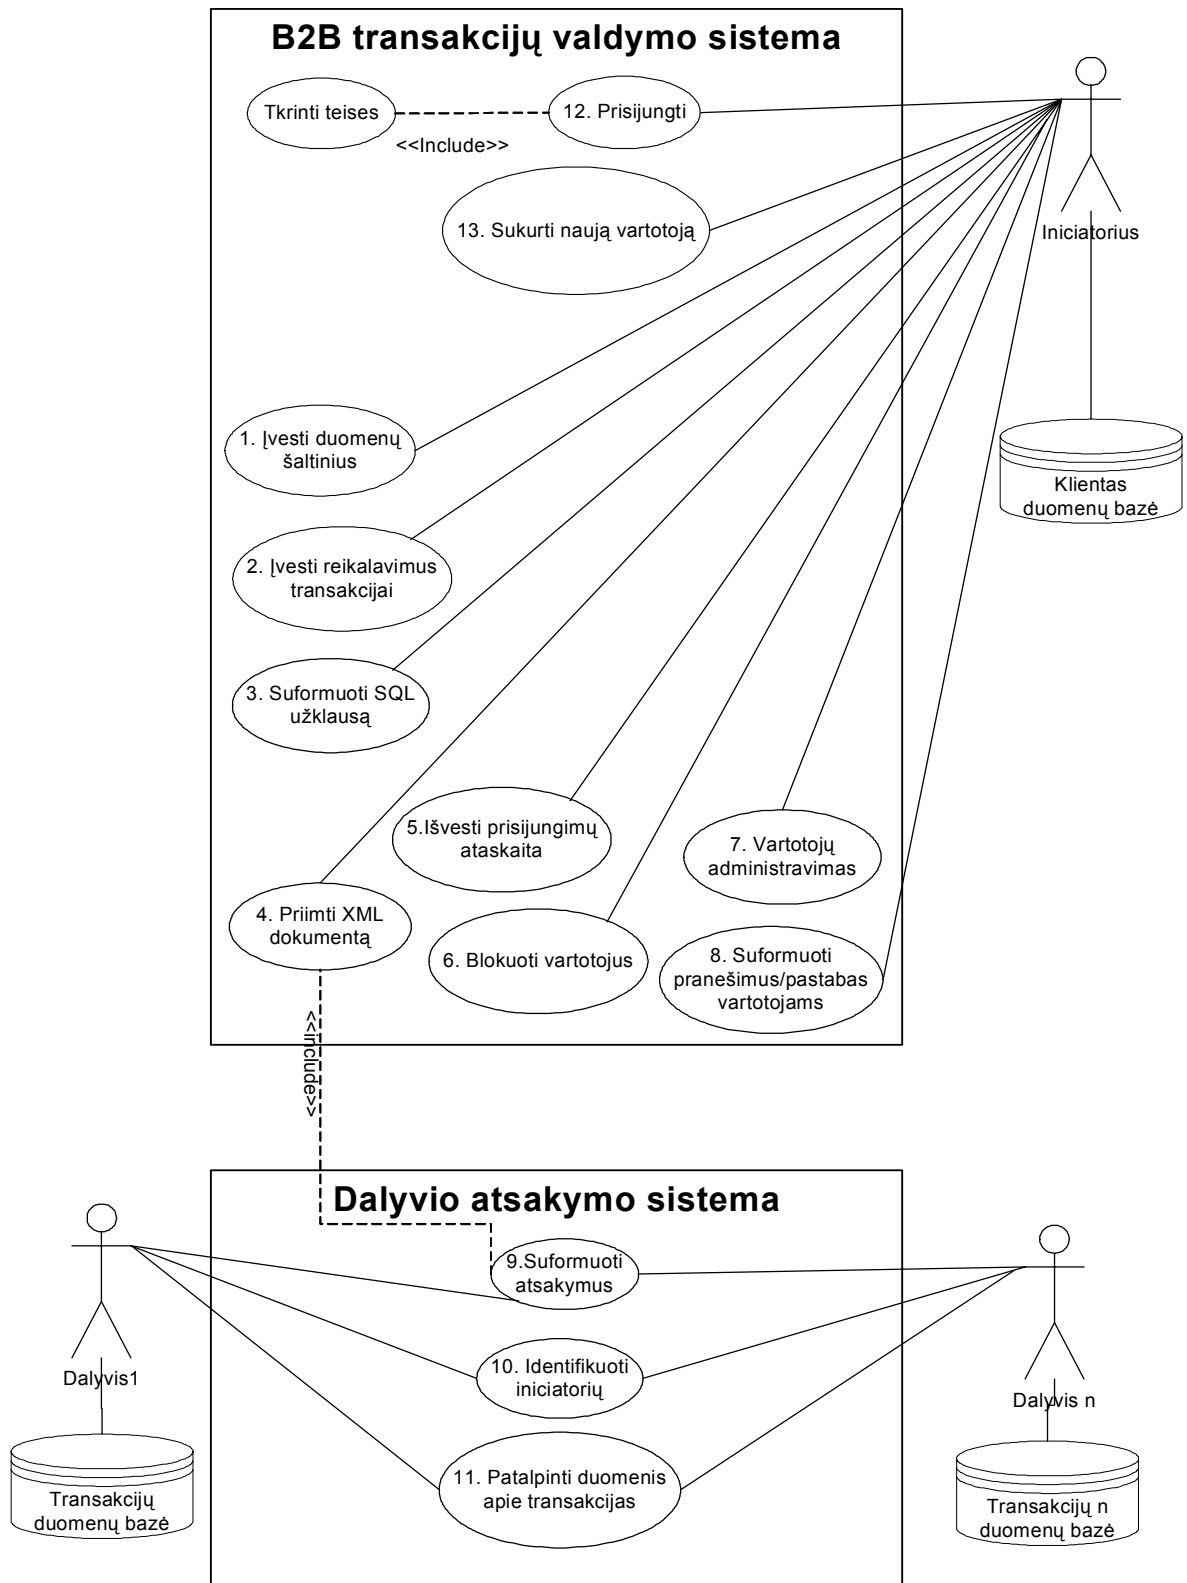 B2B transakcijų valdymo sistema
Tkrinti teises
12. Prisijungti
<<Include>>
13. Sukurti naują vartotoją
Iniciatorius
1. Įvesti duomenų
šaltinius
Klientas
duomenų bazė
2. Įvesti reikalavimus
transakcijai
3. Suformuoti SQL
užklausą
5.Išvesti prisijungimų
ataskaita
7. Vartotojų
administravimas
4. Priimti XML
dokumentą
6. Blokuoti vartotojus
8. Suformuoti
pranešimus/pastabas
vartotojams
<<include>>
Dalyvio atsakymo sistema
9.Suformuoti
atsakymus
10. Identifikuoti
iniciatorių
Dalyvis1
Dalyvis n
11. Patalpinti duomenis
apie transakcijas
Transakcijų
duomenų bazė
Transakcijų n
duomenų bazė